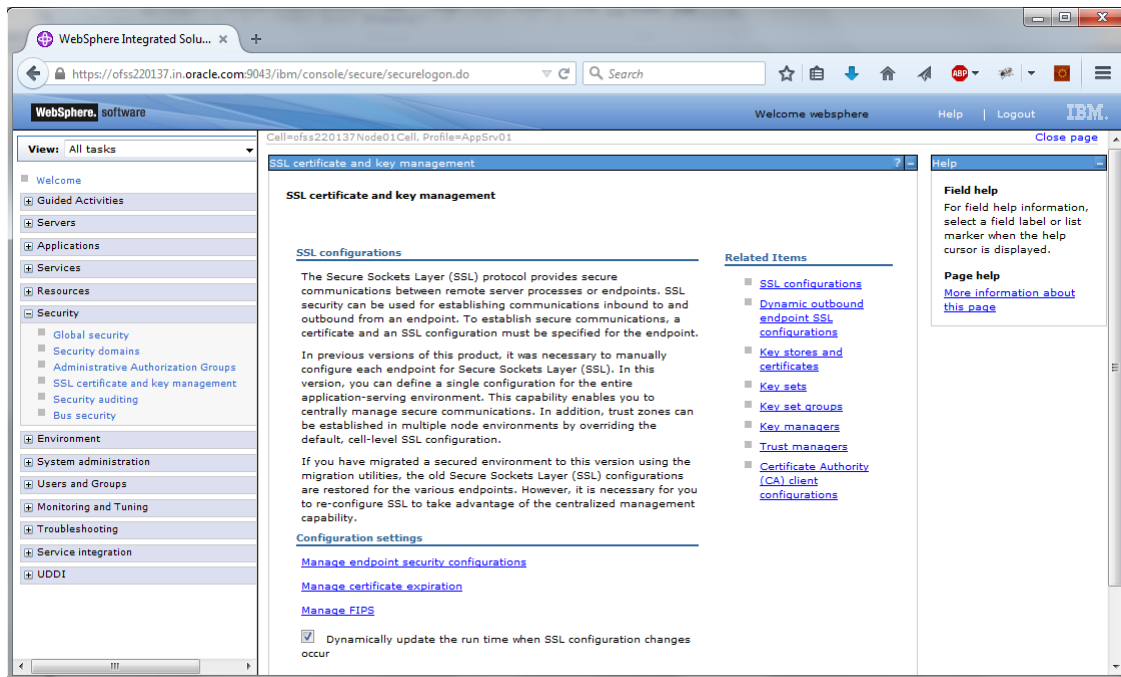 WebSphere Integrated Solu... × +
https://ofss220137.in.oracle.com:9043/ibm/console/secure/securelogon.do
Search
ABP
WebSphere. software
Welcome websphere
Help | Logout
IBM.
View: All tasks
Cell=ofss220137Node01Cell, Profile=AppSrv01
Close page
Welcome
Guided Activities
Servers
Applications
Services
Resources
Security
Global security
Security domains
Administrative Authorization Groups
SSL certificate and key management
Security auditing
Bus security
Environment
System administration
Users and Groups
Monitoring and Tuning
Troubleshooting
Service integration
UDDI
SSL certificate and key management
? -
SSL certificate and key management
SSL configurations
The Secure Sockets Layer (SSL) protocol provides secure
communications between remote server processes or endpoints. SSL
security can be used for establishing communications inbound to and
outbound from an endpoint. To establish secure communications, a
certificate and an SSL configuration must be specified for the endpoint.
In previous versions of this product, it was necessary to manually
configure each endpoint for Secure Sockets Layer (SSL). In this
version, you can define a single configuration for the entire
application-serving environment. This capability enables you to
centrally manage secure communications. In addition, trust zones can
be established in multiple node environments by overriding the
default, cell-level SSL configuration.
If you have migrated a secured environment to this version using the
migration utilities, the old Secure Sockets Layer (SSL) configurations
are restored for the various endpoints. However, it is necessary for you
to re-configure SSL to take advantage of the centralized management
capability.
Configuration settings
Manage endpoint security configurations
Manage certificate expiration
Manage FIPS
Dynamically update the run time when SSL configuration changes
occur
Related Items
SSL configurations
Dynamic outbound
endpoint SSL
configurations
Key stores and
certificates
Key sets
Key set groups
Key managers
Trust managers
Certificate Authority
(CA) client
configurations
Help
Field help
For field help information,
select a field label or list
marker when the help
cursor is displayed.
Page help
More information about
this page